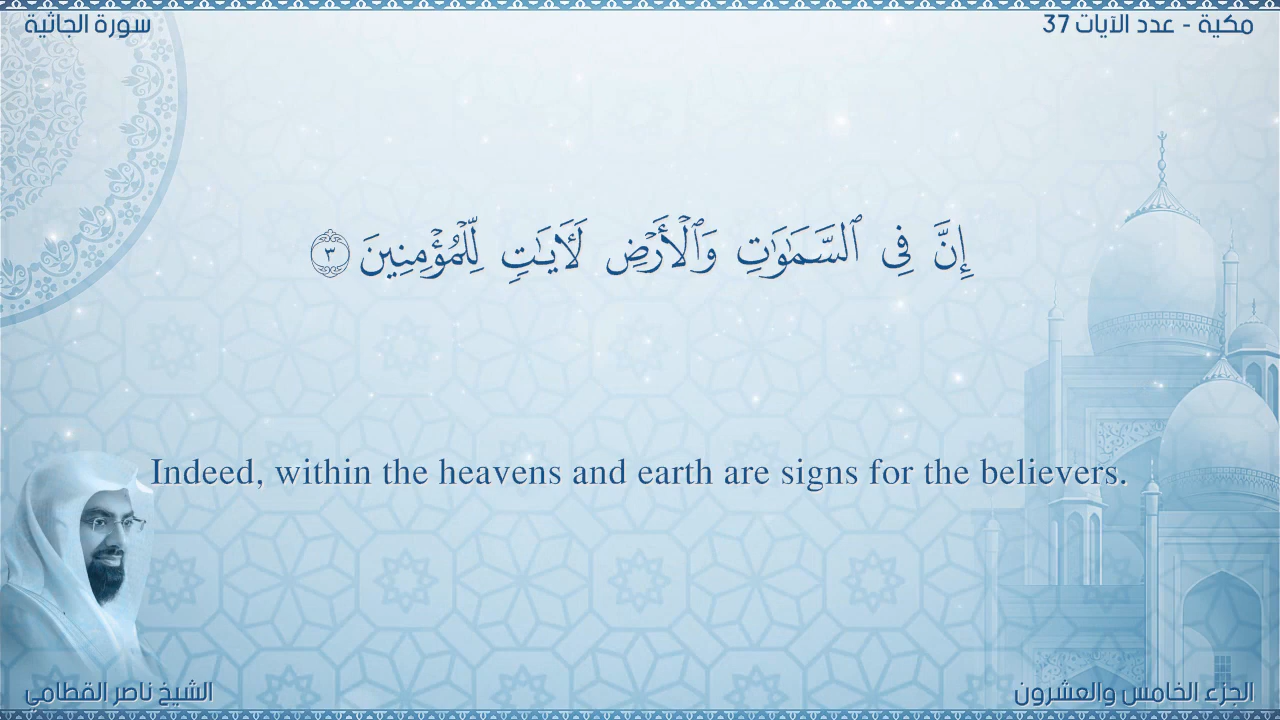 مكية - عدد الآيات 37
سورة الجاثية
إِنَّ فِى ٱلسَّمَـٰوَٰتِ وَٱلْأَرْضِ لَـَٔايَـٰتٍ لِّلْمُؤْمِنِينَ ٣
Indeed, within the heavens and earth are signs for the believers.
الجزء الخامس والعشرون
الشيخ ناصر القطامي